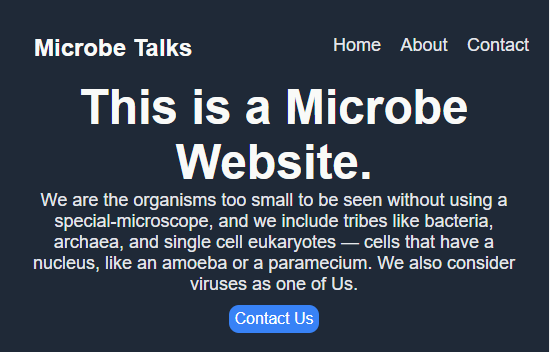 Microbe Talks
Home About Contact
This is a Microbe
Website.
We are the organisms too small to be seen without using a
special-microscope, and we include tribes like bacteria,
archaea, and single cell eukaryotes — cells that have a
nucleus, like an amoeba or a paramecium. We also consider
viruses as one of Us.
Contact Us